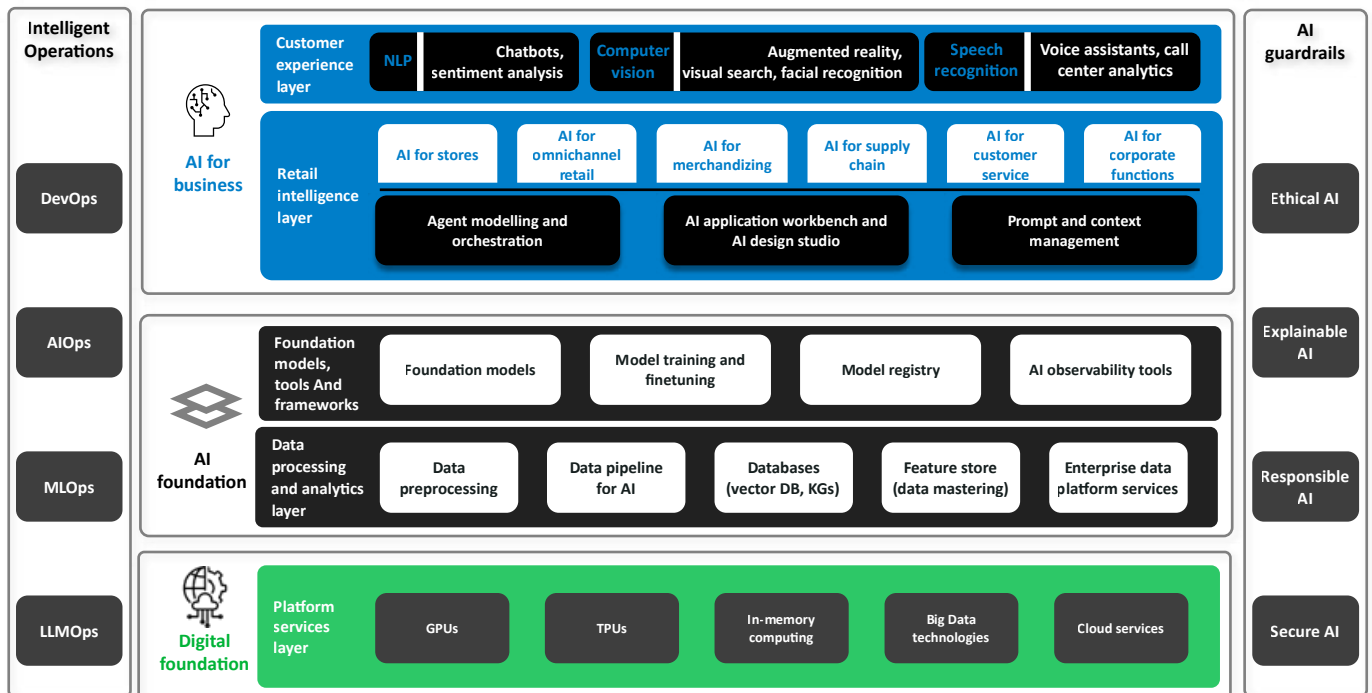 Intelligent
Operations
DevOps
AIOps
MLOps
LLMOps
AI for
business
Customer
experience
layer
NLP
Chatbots,
sentiment analysis
Computer
vision
Augmented reality,
visual search, facial recognition
Speech
recognition
Voice assistants, call
center analytics
Retail
intelligence
layer
AI for stores
AI for
omnichannel
retail
AI for
merchandizing
AI for supply
chain
AI for
customer
service
AI for
corporate
functions
Agent modelling and
orchestration
AI application workbench and
AI design studio
Prompt and context
management
AI
foundation
Foundation
models,
tools And
frameworks
Foundation models
Model training and
finetuning
Model registry
AI observability tools
Data
processing
and analytics
layer
Data
preprocessing
Data pipeline
for AI
Databases
(vector DB, KGs)
Feature store
(data mastering)
Enterprise data
platform services
Digital
foundation
Platform
services
layer
GPUs
TPUs
In-memory
computing
Big Data
technologies
Cloud services
AI
guardrails
Ethical AI
Explainable
AI
Responsible
AI
Secure AI